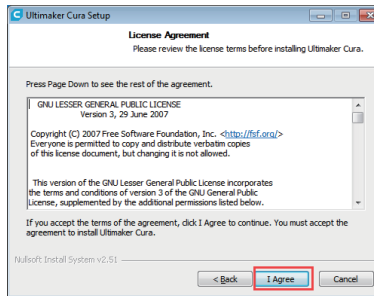 Ultimaker Cura Setup
License Agreement
Please review the license terms before installing Ultimaker Cura.
Press Page Down to see the rest of the agreement.
GNU LESSER GENERAL PUBLIC LICENSE
Version 3, 29 June 2007
Copyright (C) 2007 Free Software Foundation, Inc. <http://fsf.org/>
Everyone is permitted to copy and distribute verbatim copies
of this license document, but changing it is not allowed.
This version of the GNU Lesser General Public License incorporates
the terms and conditions of version 3 of the GNU General Public
License, supplemented by the additional permissions listed below.
If you accept the terms of the agreement, click I Agree to continue. You must accept the
agreement to install Ultimaker Cura.
Nullsoft Install System v2.51
< Back I Agree Cancel